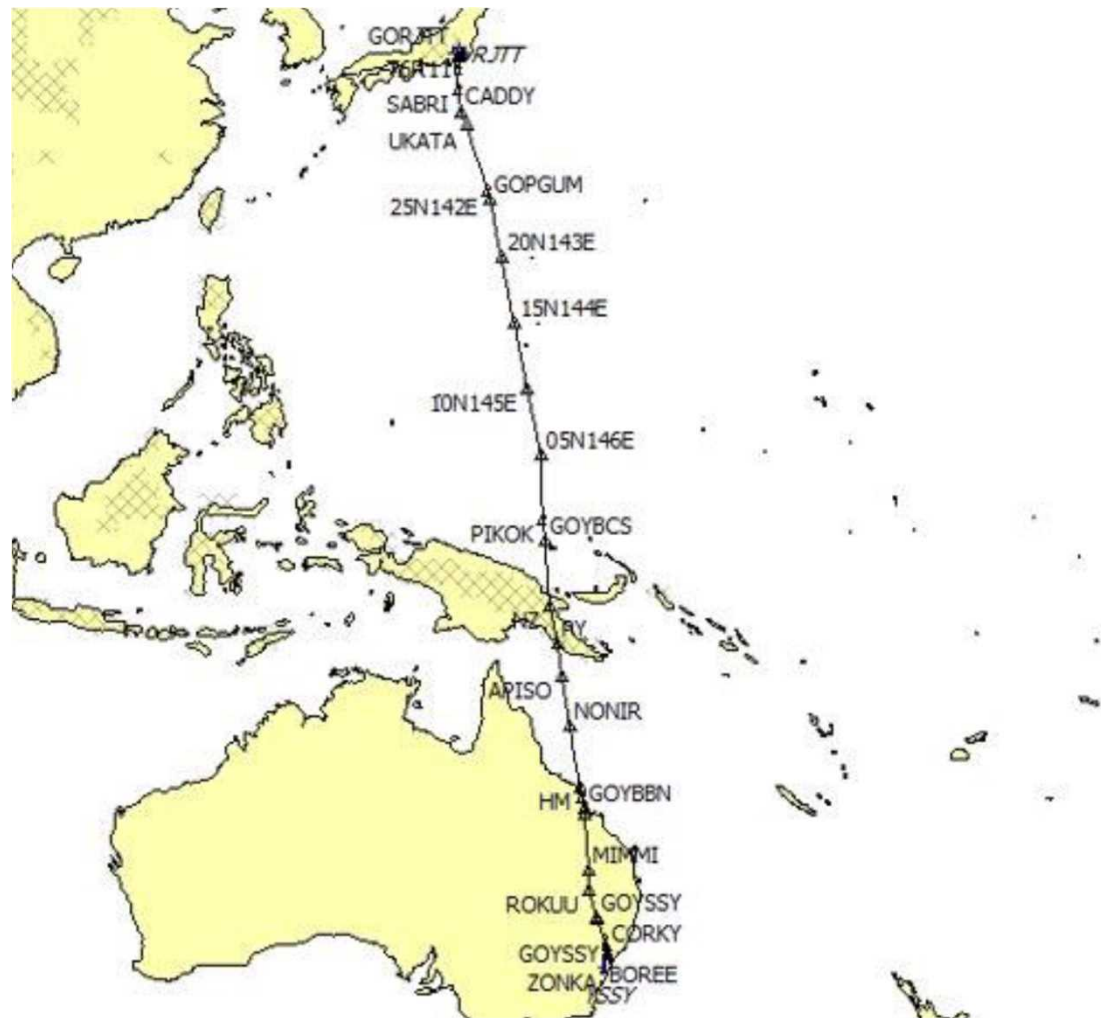 GORJTT
RJTT
CADDY
SABRI
UKATA
GOPGUM
25N142E
20N143E
15N144E
10N145E
05N146E
GOYBCS
PIKOK
APISO
NONIR
GOYBBN
HM
MIMMI
ROKUU
GOYSSY
CORKY
GOYSSY
BOREE
ZONKA
YSSY